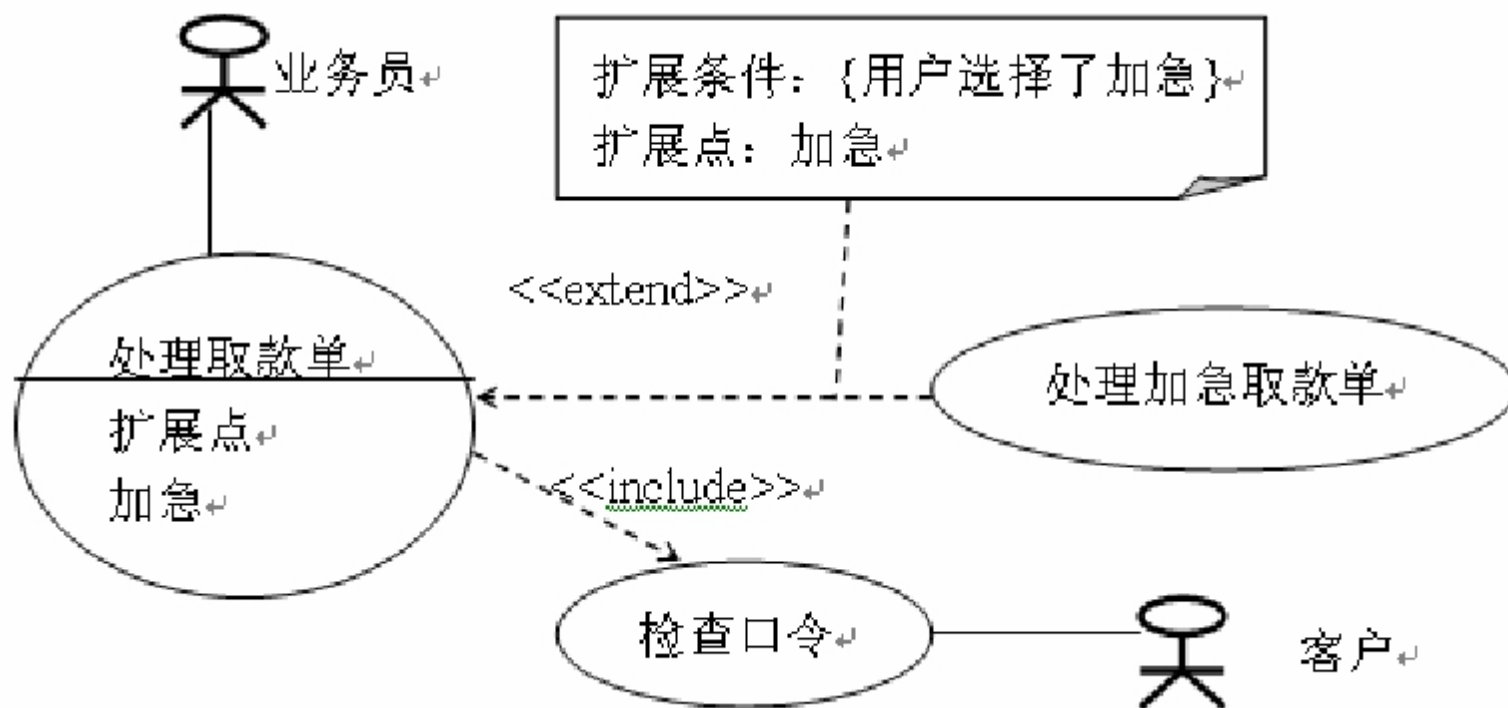 业务员
扩展条件：{用户选择了加急}
扩展点：加急
<<extend>>
处理取款单
处理加急取款单
扩展点
加急
<<include>>
检查口令
客户